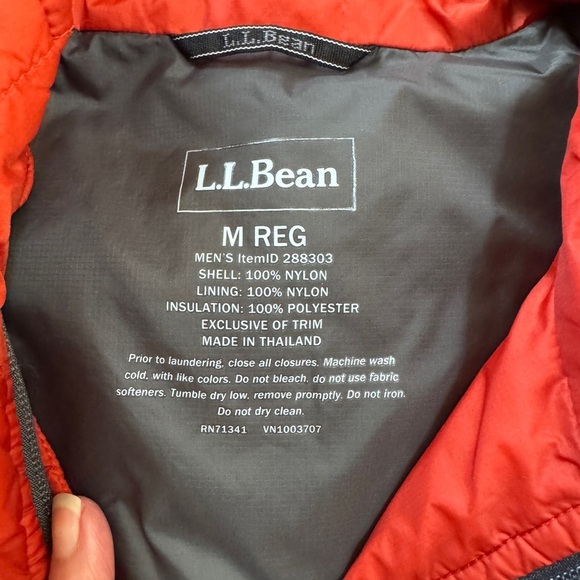 L.L.Bean
L.L.Bean
M REG
MEN'S ItemID 288303
SHELL: 100% NYLON
LINING: 100% NYLON
INSULATION: 100% POLYESTER
EXCLUSIVE OF TRIM
MADE IN THAILAND
Prior to laundering, close all closures. Machine wash
cold, with like colors. Do not bleach, do not use fabric
softeners. Tumble dry low, remove promptly. Do not iron.
Do not dry clean.
RN71341 VN1003707